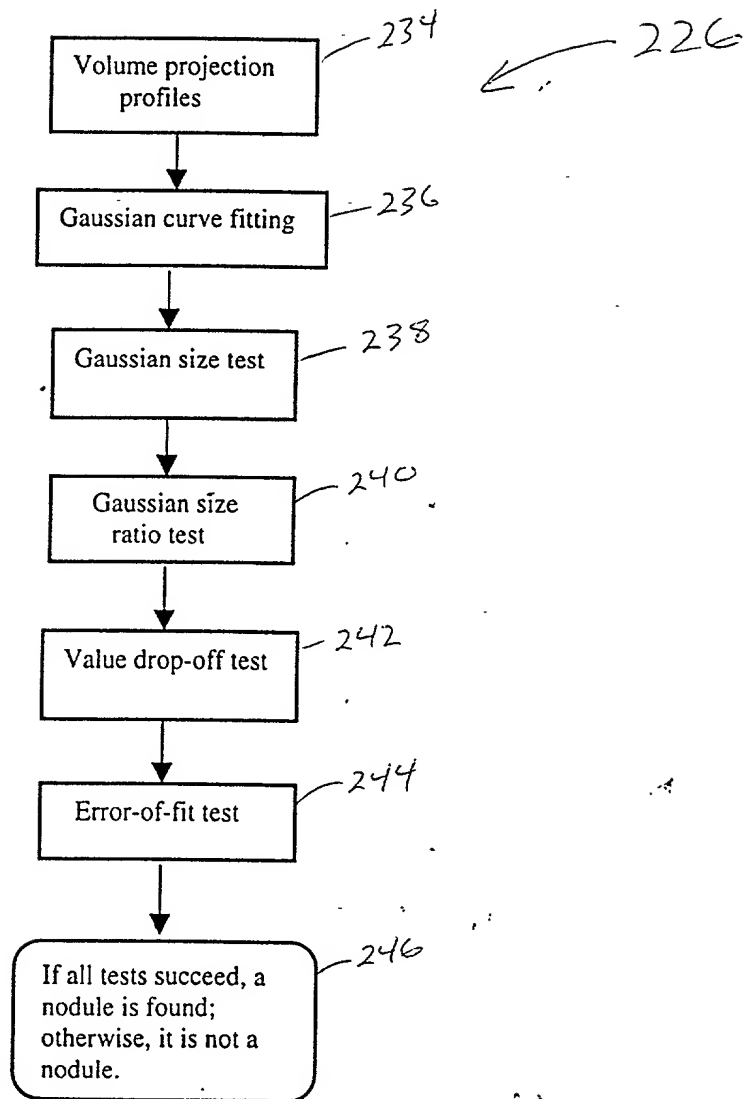 234
226
Volume projection
profiles
236
Gaussian curve fitting
238
Gaussian size test
240
Gaussian size
ratio test
242
Value drop-off test
244
Error-of-fit test
246
If all tests succeed, a
nodule is found;
otherwise, it is not a
nodule.